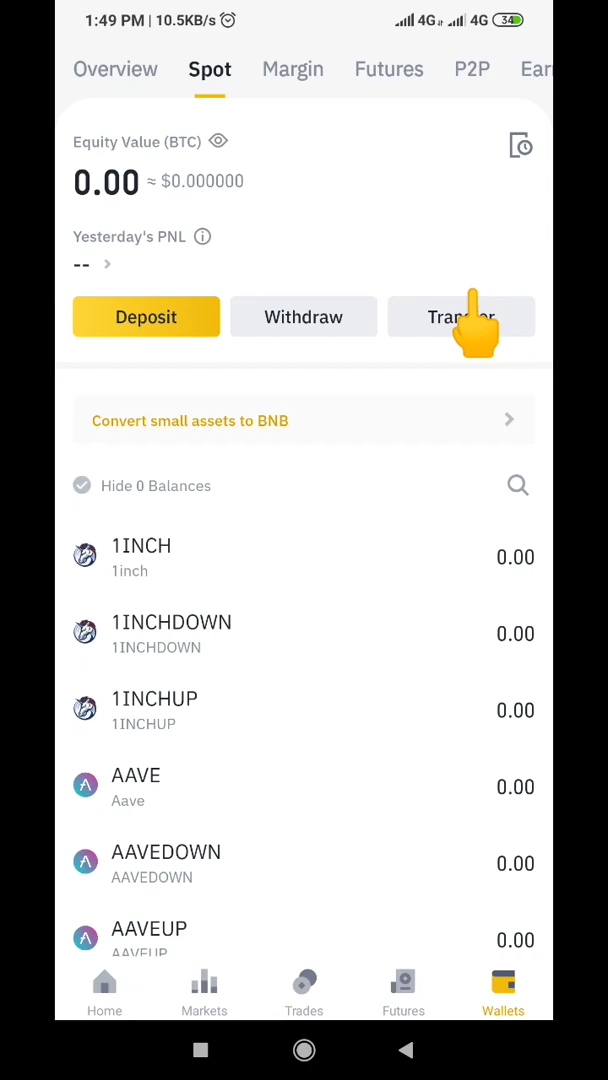 1:49 PM | 10.5KB/s 4G 4G 34
Overview Spot Margin Futures P2P Earn
Equity Value (BTC)
0.00 ≈ $0.000000
Yesterday's PNL
-- >
Deposit Withdraw Transfer
Convert small assets to BNB
Hide 0 Balances
1INCH
1inch
0.00
1INCHDOWN
1INCHDOWN
0.00
1INCHUP
1INCHUP
0.00
AAVE
Aave
0.00
AAVEDOWN
AAVEDOWN
0.00
AAVEUP
AAVEUP
0.00
Home Markets Trades Futures Wallets